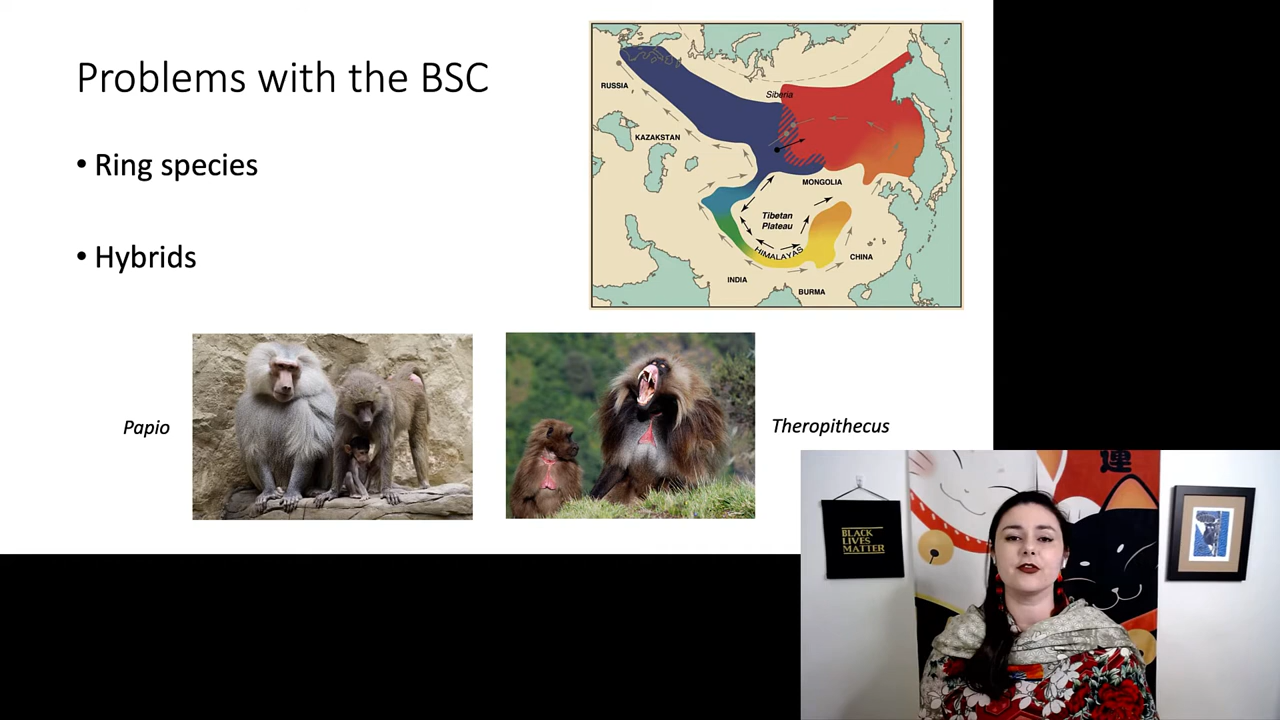 Problems with the BSC
• Ring species
• Hybrids
Siberia
RUSSIA
KAZAKSTAN
MONGOLIA
Tibetan
Plateau
HIMALAYAS
CHINA
INDIA
BURMA
Papio
Theropithecus
運
BLACK
LIVES
MATTER